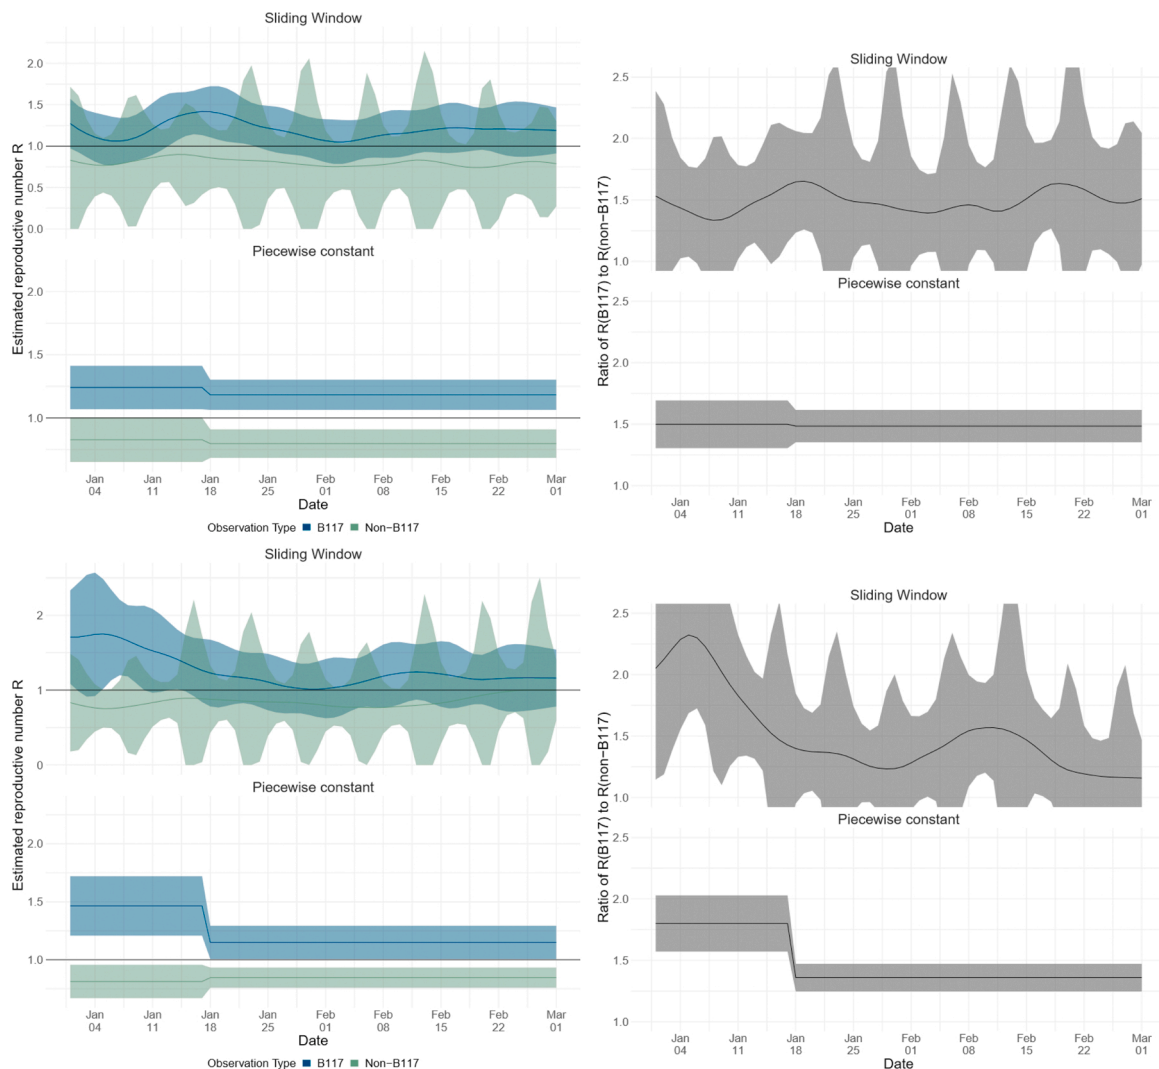 Sliding Window
2.0
1.5
1.0
0.5
0.0
Piecewise constant
2.0
1.5
1.0
Estimated reproductive number R
Jan 04
Jan 11
Jan 18
Jan 25
Feb 01
Feb 08
Feb 15
Feb 22
Mar 01
Date
Observation Type B117 Non−B117
Sliding Window
2.5
2.0
1.5
1.0
Piecewise constant
2.5
2.0
1.5
1.0
Ratio of R(B117) to R(non−B117)
Jan 04
Jan 11
Jan 18
Jan 25
Feb 01
Feb 08
Feb 15
Feb 22
Mar 01
Date
Sliding Window
2
1
0
Piecewise constant
2.0
1.5
1.0
Estimated reproductive number R
Jan 04
Jan 11
Jan 18
Jan 25
Feb 01
Feb 08
Feb 15
Feb 22
Mar 01
Date
Observation Type B117 Non−B117
Sliding Window
2.5
2.0
1.5
1.0
Piecewise constant
2.5
2.0
1.5
1.0
Ratio of R(B117) to R(non−B117)
Jan 04
Jan 11
Jan 18
Jan 25
Feb 01
Feb 08
Feb 15
Feb 22
Mar 01
Date